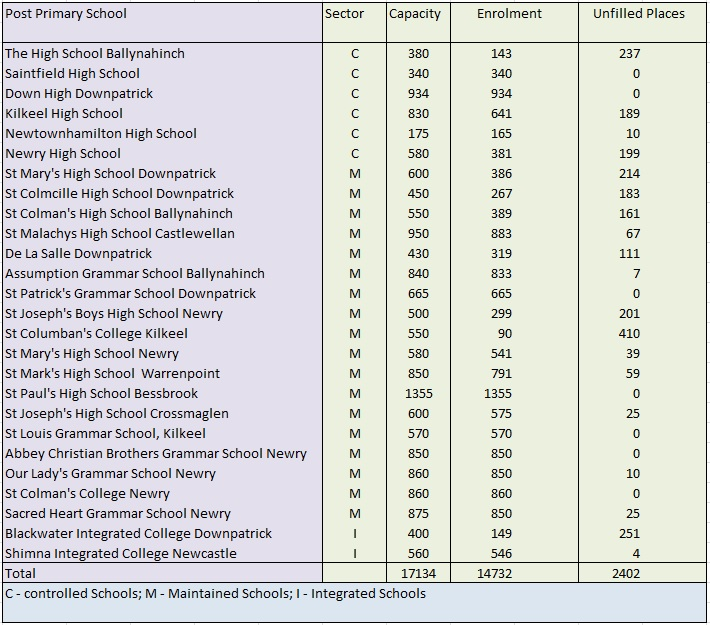 Post Primary School Sector Capacity Enrolment Unfilled Places
The High School Ballynahinch C 380 143 237
Saintfield High School C 340 340 0
Down High Downpatrick C 934 934 0
Kilkeel High School C 830 641 189
Newtownhamilton High School C 175 165 10
Newry High School C 580 381 199
St Mary's High School Downpatrick M 600 386 214
St Colmcille High School Downpatrick M 450 267 183
St Colman's High School Ballynahinch M 550 389 161
St Malachys High School Castlewellan M 950 883 67
De La Salle Downpatrick M 430 319 111
Assumption Grammar School Ballynahinch M 840 833 7
St Patrick's Grammar School Downpatrick M 665 665 0
St Joseph's Boys High School Newry M 500 299 201
St Columban's College Kilkeel M 550 90 410
St Mary's High School Newry M 580 541 39
St Mark's High School Warrenpoint M 850 791 59
St Paul's High School Bessbrook M 1355 1355 0
St Joseph's High School Crossmaglen M 600 575 25
St Louis Grammar School, Kilkeel M 570 570 0
Abbey Christian Brothers Grammar School Newry M 850 850 0
Our Lady's Grammar School Newry M 860 850 10
St Colman's College Newry M 860 860 0
Sacred Heart Grammar School Newry M 875 850 25
Blackwater Integrated College Downpatrick I 400 149 251
Shimna Integrated College Newcastle I 560 546 4
Total 17134 14732 2402
C - controlled Schools; M - Maintained Schools; I - Integrated Schools